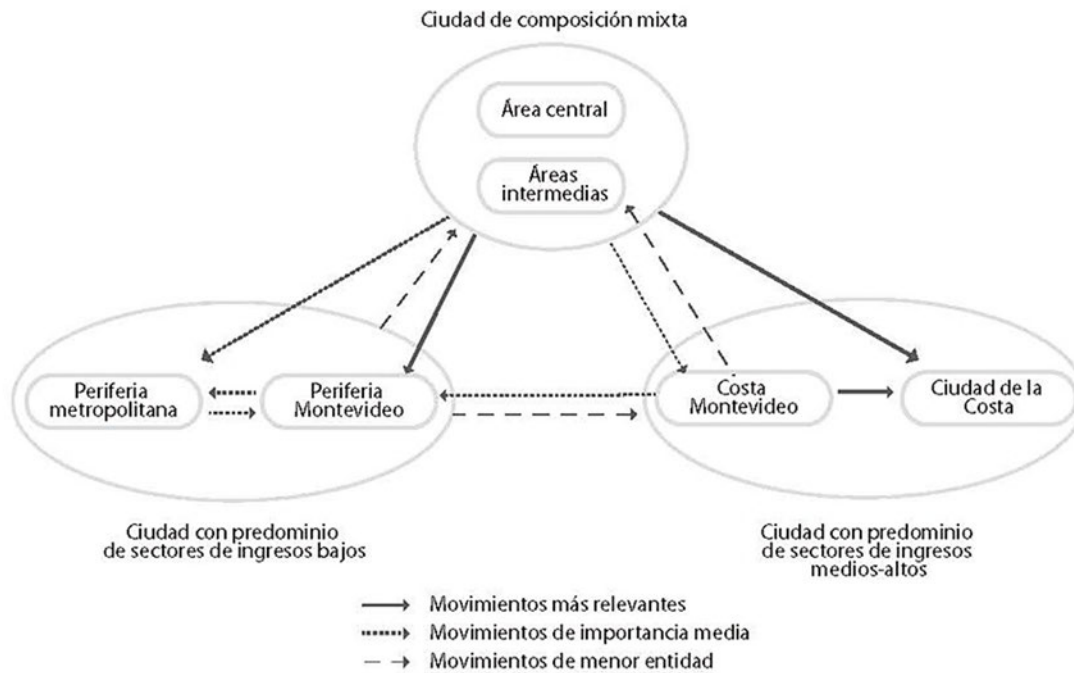 Ciudad de composición mixta
Área central
Áreas
intermedias
Periferia
metropolitana
Periferia
Montevideo
Costa
Montevideo
Ciudad de la
Costa
Ciudad con predominio
de sectores de ingresos bajos
Ciudad con predominio
de sectores de ingresos
medios-altos
Movimientos más relevantes
Movimientos de importancia media
Movimientos de menor entidad